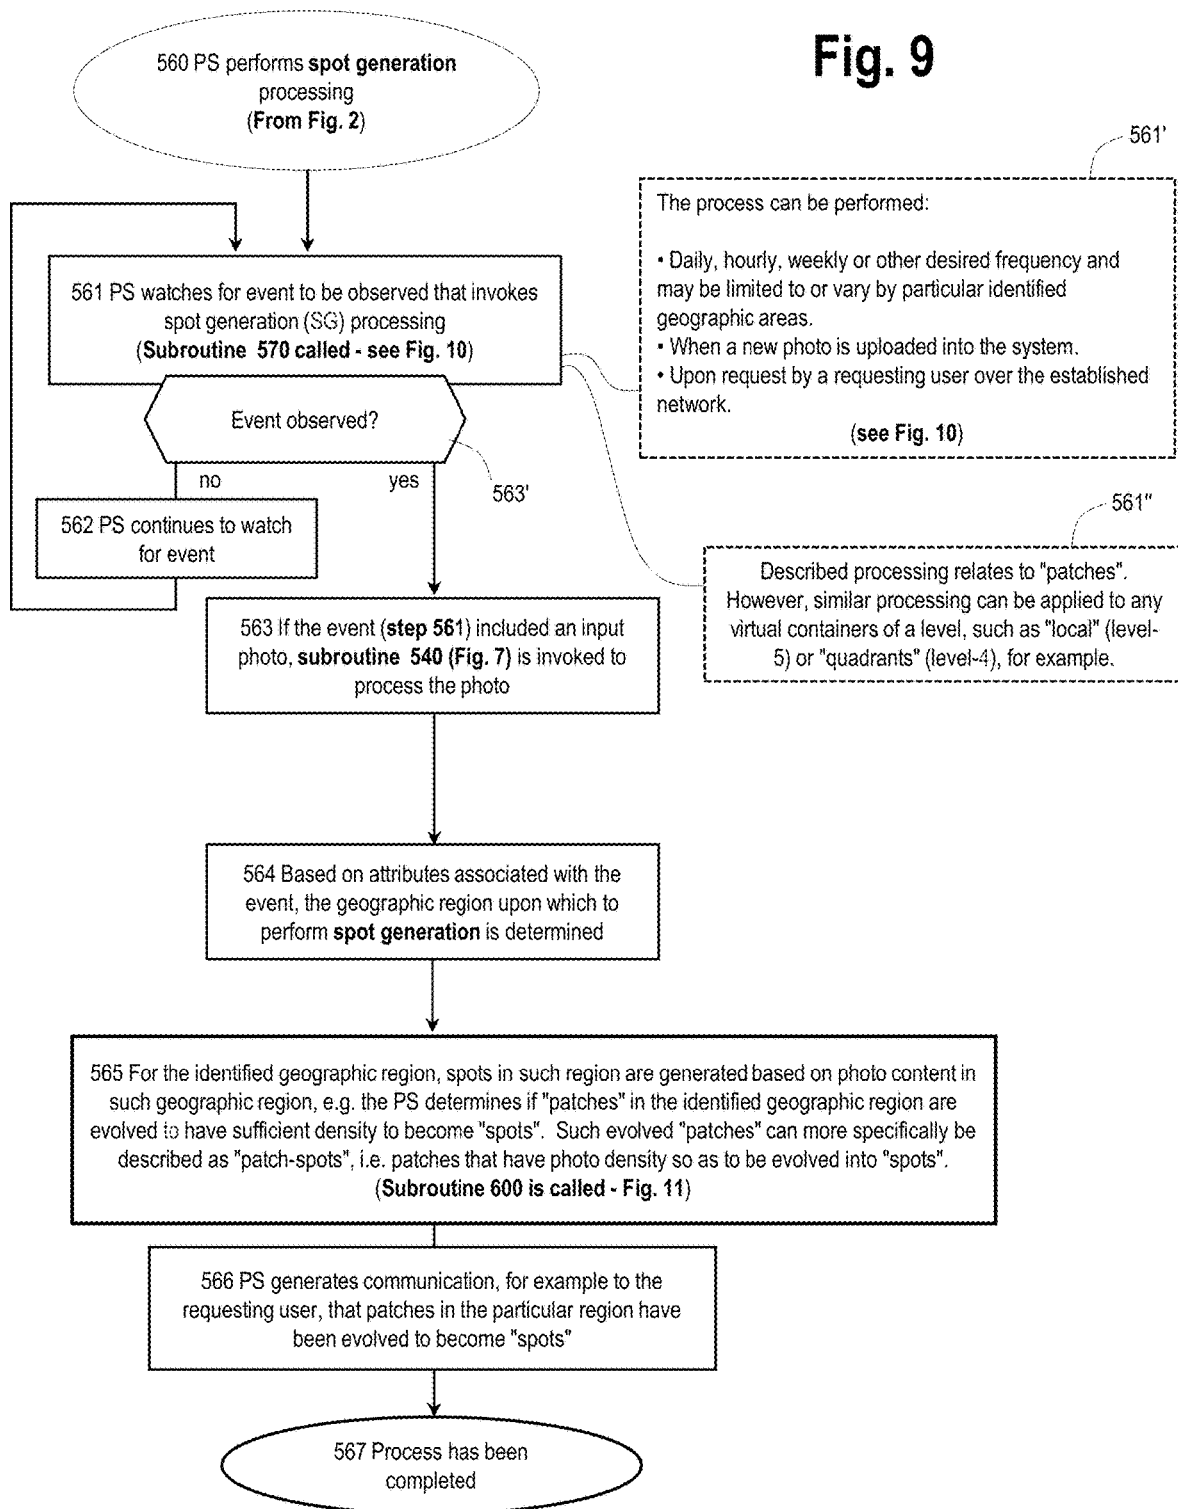 Fig. 9
560 PS performs spot generation
processing
(From Fig. 2)
561'
The process can be performed:
• Daily, hourly, weekly or other desired frequency and
may be limited to or vary by particular identified
geographic areas.
• When a new photo is uploaded into the system.
• Upon request by a requesting user over the established
network.
(see Fig. 10)
561 PS watches for event to be observed that invokes
spot generation (SG) processing
(Subroutine 570 called - see Fig. 10)
Event observed?
563'
no
yes
562 PS continues to watch
for event
561"
Described processing relates to "patches".
However, similar processing can be applied to any
virtual containers of a level, such as "local" (level-
5) or "quadrants" (level-4), for example.
563 If the event (step 561) included an input
photo, subroutine 540 (Fig. 7) is invoked to
process the photo
564 Based on attributes associated with the
event, the geographic region upon which to
perform spot generation is determined
565 For the identified geographic region, spots in such region are generated based on photo content in
such geographic region, e.g. the PS determines if "patches" in the identified geographic region are
evolved to have sufficient density to become "spots". Such evolved "patches" can more specifically be
described as "patch-spots", i.e. patches that have photo density so as to be evolved into "spots".
(Subroutine 600 is called - Fig. 11)
566 PS generates communication, for example to the
requesting user, that patches in the particular region have
been evolved to become "spots"
567 Process has been
completed